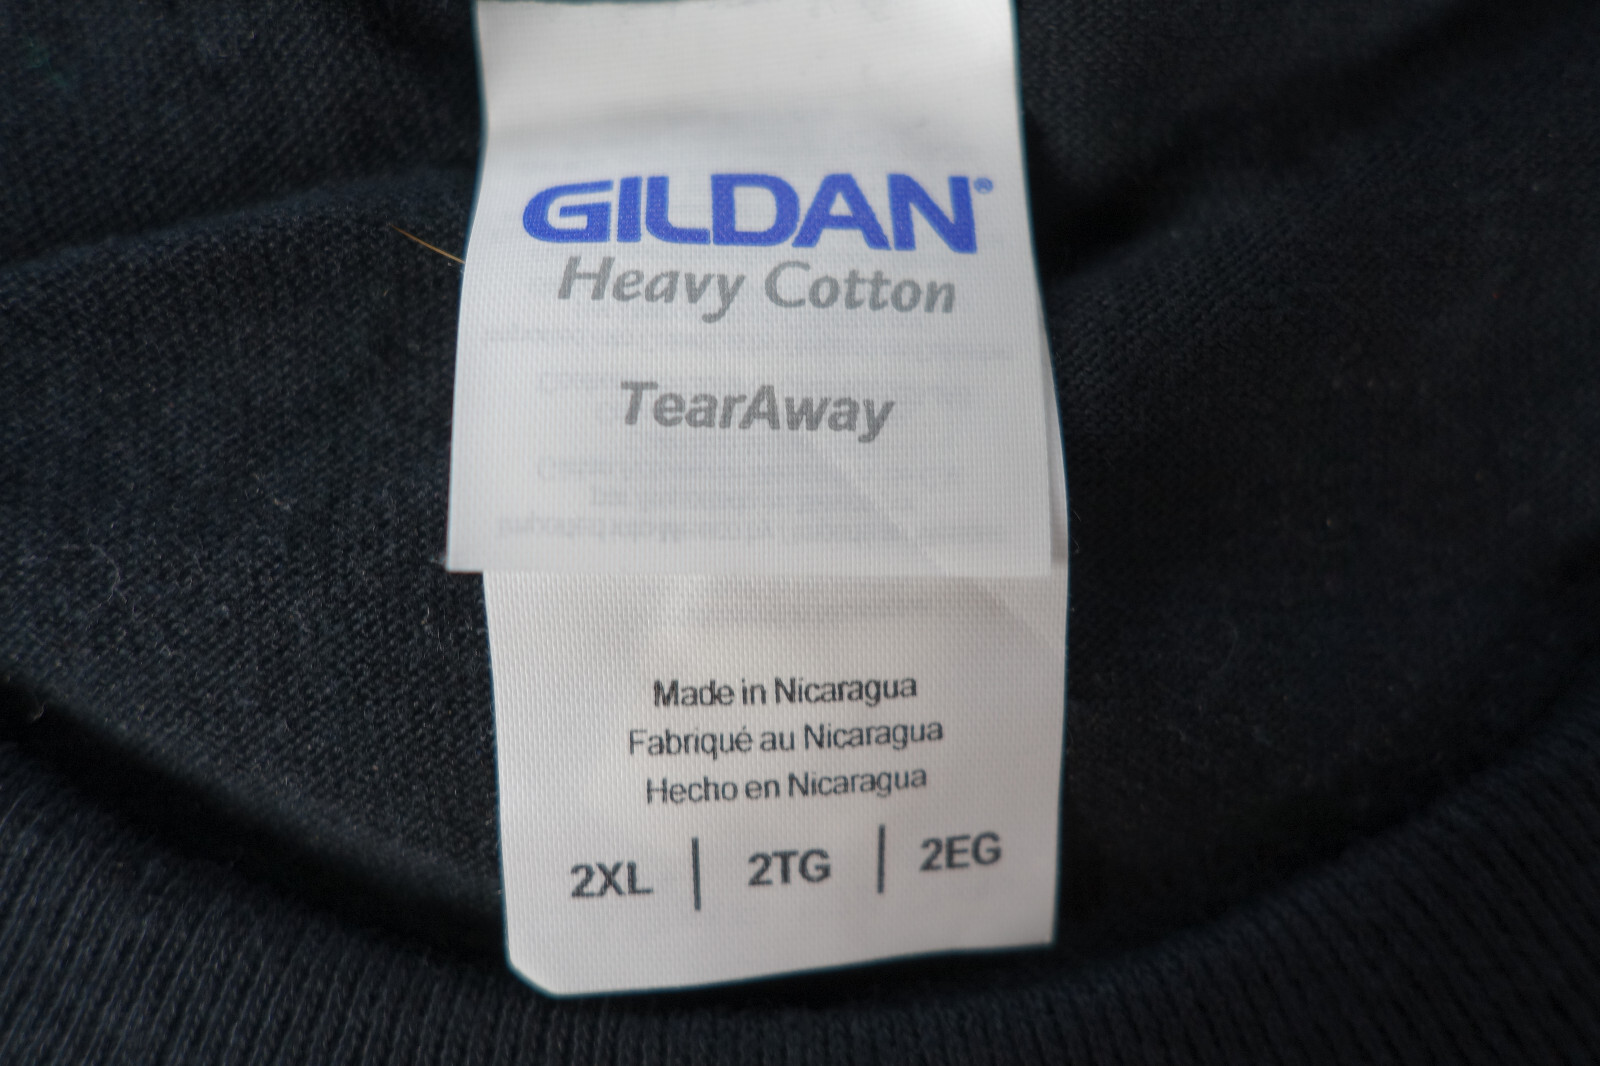 GILDAN®
Heavy Cotton
TearAway
Made in Nicaragua
Fabriqué au Nicaragua
Hecho en Nicaragua
2XL | 2TG | 2EG